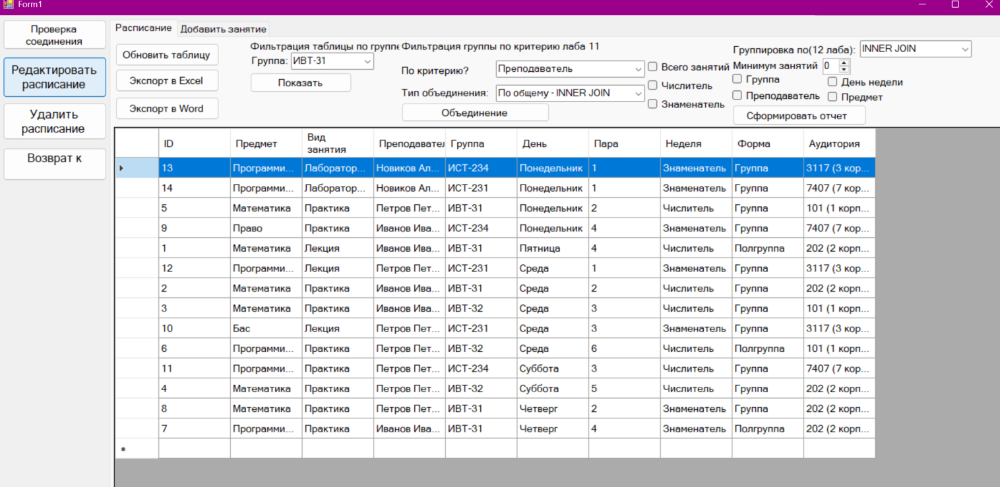 Form1
Проверка
соединения
Редактировать
расписание
Удалить
расписание
Возврат к
Расписание
Добавить занятие
Обновить таблицу
Экспорт в Excel
Экспорт в Word
Фильтрация таблицы по группе
Группа: ИВТ-31
Показать
Фильтрация группы по критерию лаба 11
По критерию? Преподаватель
Тип объединения: По общему - INNER JOIN
Объединение
Всего занятий
Числитель
Знаменатель
Группировка по(12 лаба): INNER JOIN
Минимум занятий 0
Группа День недели
Преподаватель Предмет
Сформировать отчет
ID Предмет Вид занятия Преподавател Группа День Пара Неделя Форма Аудитория
13 Программи... Лаборатор... Новиков Ал... ИСТ-234 Понедельник 1 Знаменатель Группа 3117 (3 кор...
14 Программи... Лаборатор... Новиков Ал... ИСТ-231 Понедельник 1 Знаменатель Группа 7407 (7 кор...
5 Математика Практика Петров Пет... ИВТ-31 Понедельник 2 Числитель Группа 101 (1 корп...
9 Право Практика Иванов Ива... ИСТ-234 Понедельник 4 Знаменатель Группа 7407 (7 кор...
1 Математика Лекция Иванов Ива... ИВТ-31 Пятница 4 Числитель Полгруппа 202 (2 корп...
12 Программи... Лекция Петров Пет... ИСТ-231 Среда 1 Знаменатель Группа 3117 (3 кор...
2 Математика Практика Иванов Ива... ИВТ-31 Среда 2 Числитель Группа 202 (2 корп...
3 Математика Практика Иванов Ива... ИВТ-32 Среда 3 Числитель Группа 101 (1 корп...
10 Бас Лекция Петров Пет... ИСТ-231 Среда 3 Знаменатель Группа 3117 (3 кор...
6 Программи... Практика Петров Пет... ИВТ-32 Среда 6 Числитель Полгруппа 101 (1 корп...
11 Программи... Практика Петров Пет... ИСТ-234 Суббота 3 Числитель Группа 7407 (7 кор...
4 Математика Практика Петров Пет... ИВТ-32 Суббота 5 Числитель Группа 202 (2 корп...
8 Математика Практика Петров Пет... ИВТ-31 Четверг 2 Знаменатель Группа 202 (2 корп...
7 Программи... Практика Иванов Ива... ИВТ-31 Четверг 4 Знаменатель Полгруппа 202 (2 корп...